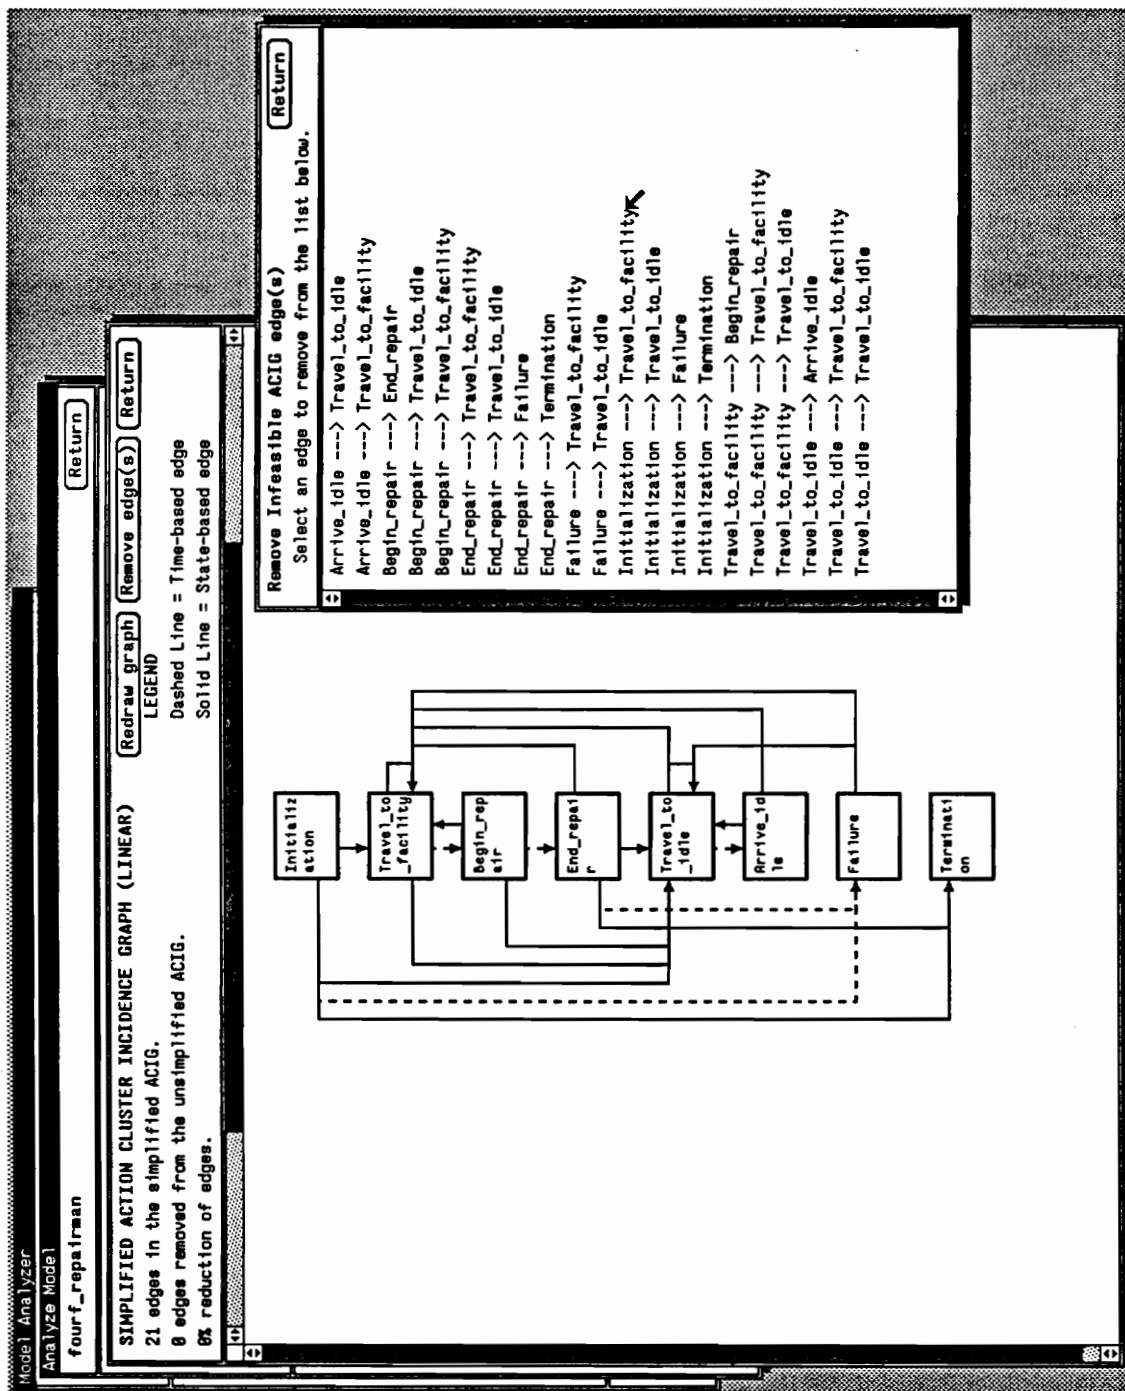 Model Analyzer
Analyze Model
fourf_repairman
Return
SIMPLIFIED ACTION CLUSTER INCIDENCE GRAPH (LINEAR)
Redraw graph
Remove edge(s)
Return
21 edges in the simplified ACIG.
LEGEND
0 edges removed from the unsimplified ACIG.
Dashed Line = Time-based edge
0% reduction of edges.
Solid Line = State-based edge
Initializ
ation
Travel_to
_facility
Begin_rep
air
End_repai
r
Travel_to
_idle
Arrive_id
le
Failure
Terminati
on
Remove Infeasible ACIG edge(s)
Return
Select an edge to remove from the list below.
Arrive_idle ---> Travel_to_idle
Arrive_idle ---> Travel_to_facility
Begin_repair ---> End_repair
Begin_repair ---> Travel_to_idle
Begin_repair ---> Travel_to_facility
End_repair ---> Travel_to_facility
End_repair ---> Travel_to_idle
End_repair ---> Failure
End_repair ---> Termination
Failure ---> Travel_to_facility
Failure ---> Travel_to_idle
Initialization ---> Travel_to_facility
Initialization ---> Travel_to_idle
Initialization ---> Failure
Initialization ---> Termination
Travel_to_facility ---> Begin_repair
Travel_to_facility ---> Travel_to_facility
Travel_to_facility ---> Travel_to_idle
Travel_to_idle ---> Arrive_idle
Travel_to_idle ---> Travel_to_facility
Travel_to_idle ---> Travel_to_idle